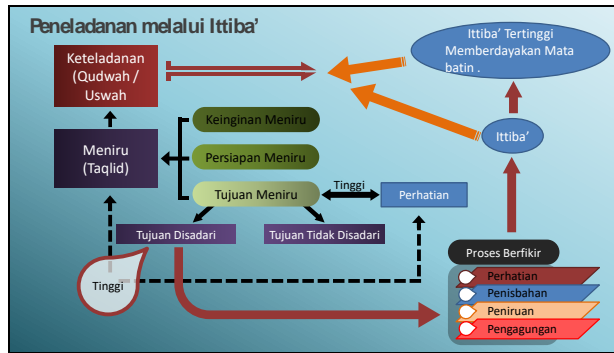 Peneladanan melalui Ittiba’
Keteladanan
(Qudwah /
Uswah
Ittiba’ Tertinggi
Memberdayakan Mata
batin .
Keinginan Meniru
Ittiba’
Meniru
(Taqlid)
Persiapan Meniru
Tujuan Meniru
Tinggi
Perhatian
Tujuan Disadari
Tujuan Tidak Disadari
Proses Berfikir
Tinggi
Perhatian
Penisbahan
Peniruan
Pengagungan